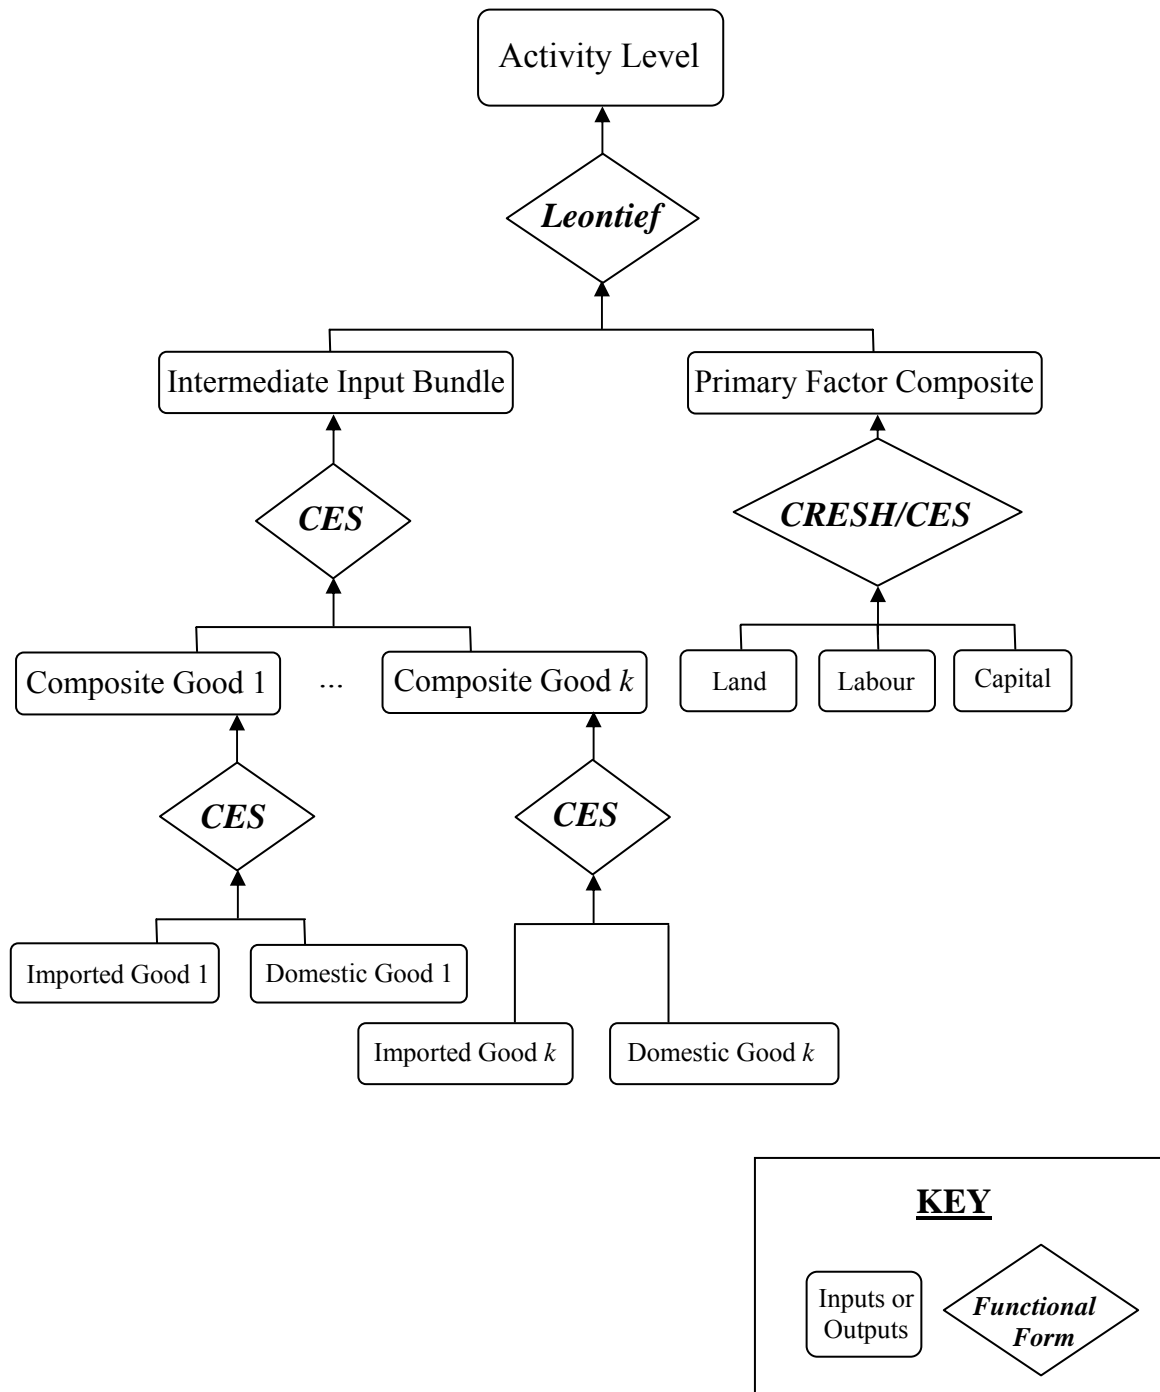 Activity Level
Leontief
Intermediate Input Bundle
Primary Factor Composite
CES
CRESH/CES
Composite Good 1
...
Composite Good k
Land
Labour
Capital
CES
CES
Imported Good 1
Domestic Good 1
Imported Good k
Domestic Good k
KEY
Inputs or
Outputs
Functional
Form